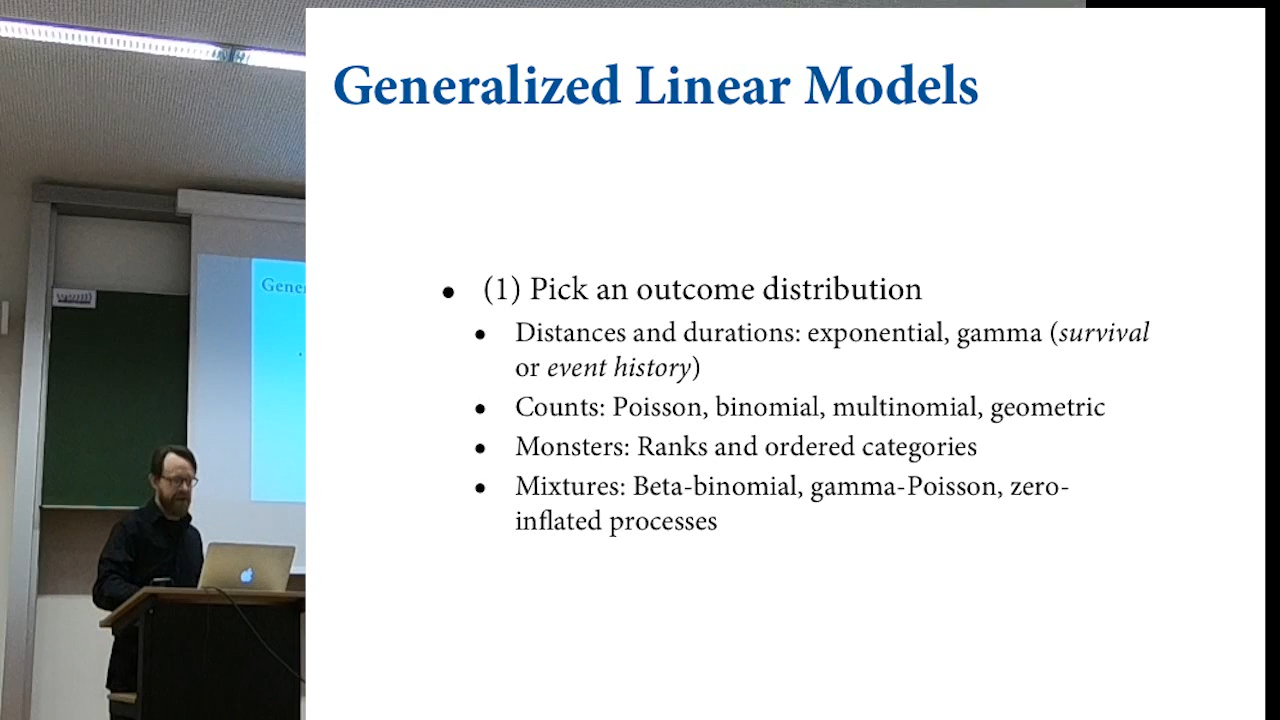 Generalized Linear Models
• (1) Pick an outcome distribution
• Distances and durations: exponential, gamma (survival
or event history)
• Counts: Poisson, binomial, multinomial, geometric
• Monsters: Ranks and ordered categories
• Mixtures: Beta-binomial, gamma-Poisson, zero-
inflated processes
Gene